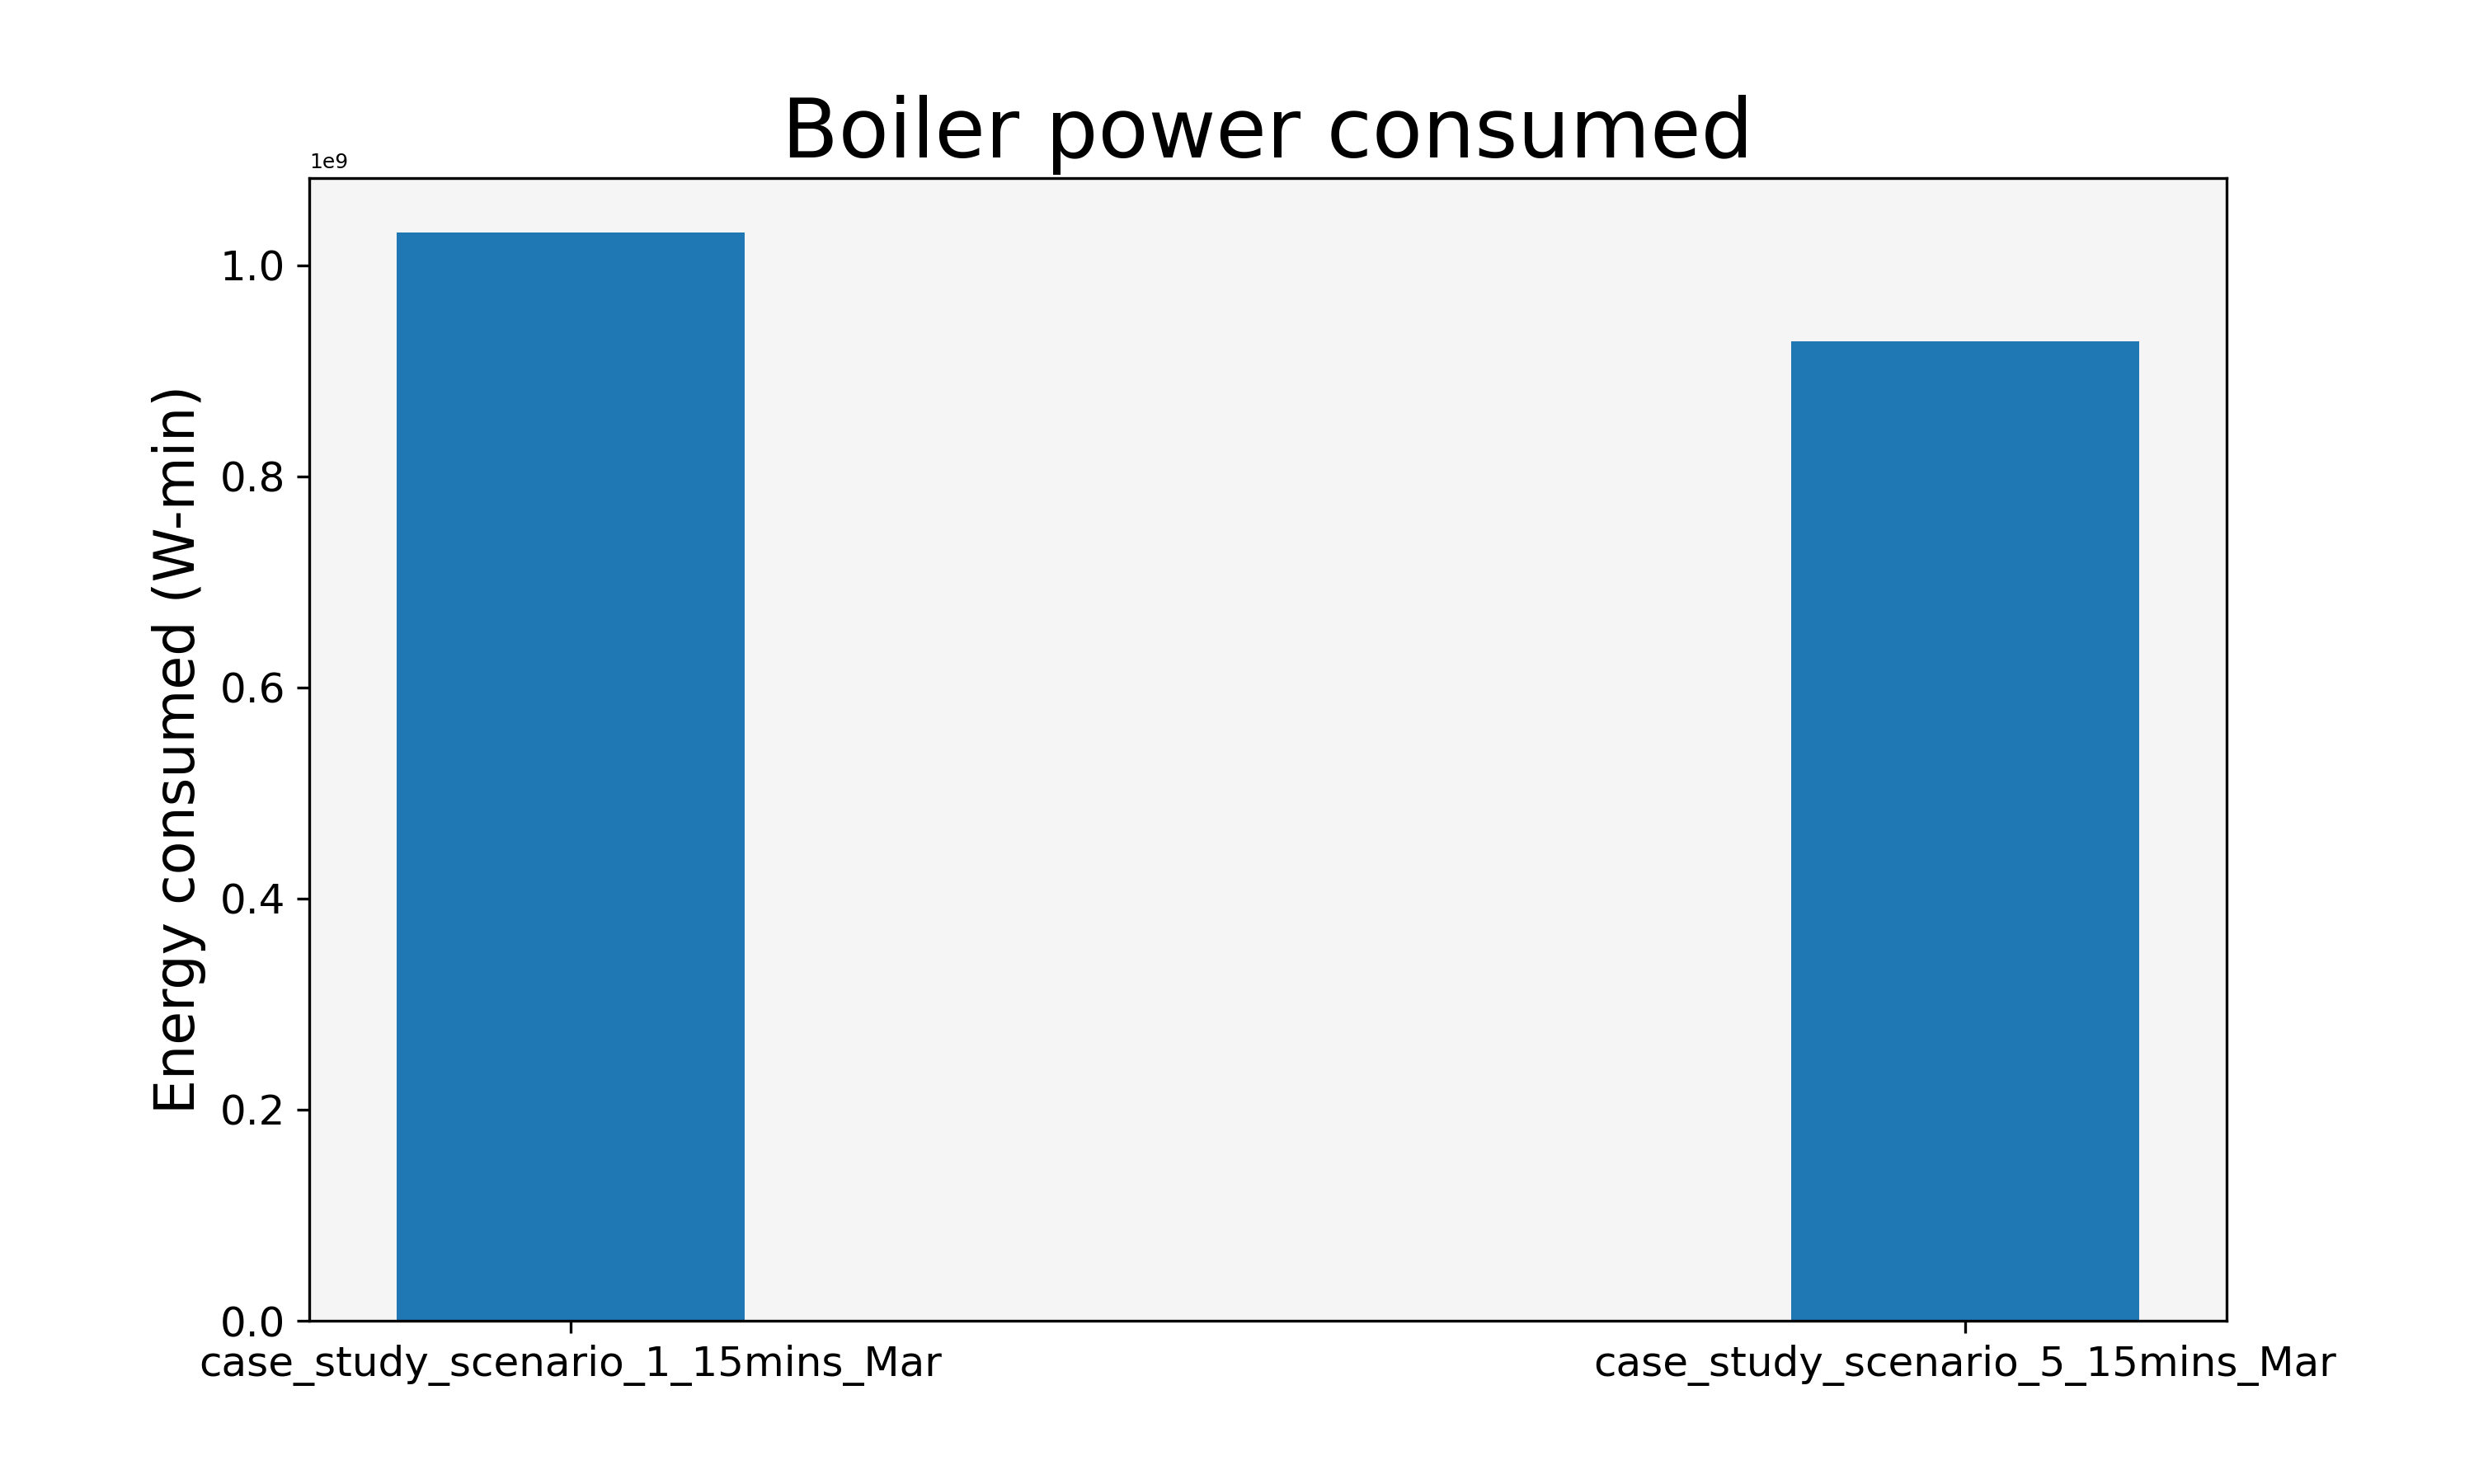 Boiler power consumed
1e9
Energy consumed (W-min)
1.0
0.8
0.6
0.4
0.2
0.0
case_study_scenario_1_15mins_Mar
case_study_scenario_5_15mins_Mar